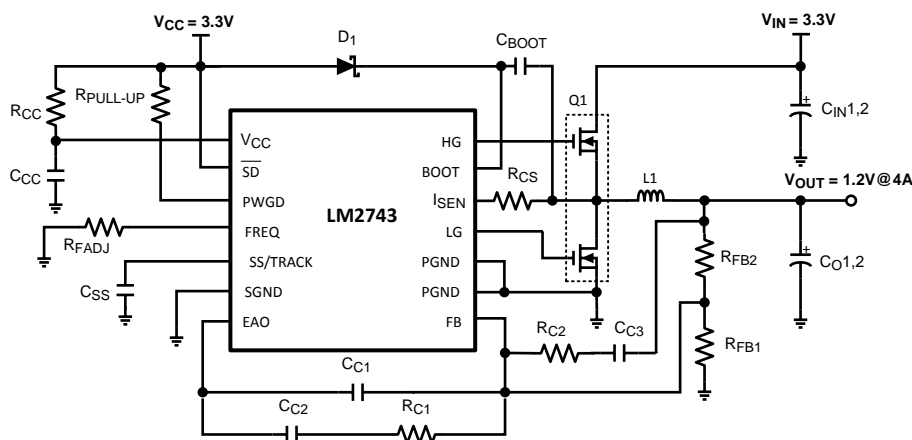 VCC = 3.3V
VIN = 3.3V
D1
CBOOT
RPULL-UP
RCC
Q1
CIN1,2
VCC
HG
CCC
SD
BOOT
L1
VOUT = 1.2V@4A
RCS
PWGD
LM2743
ISEN
RFADJ
FREQ
LG
RFB2
CO1,2
SS/TRACK
PGND
CSS
SGND
PGND
EAO
FB
RC2
CC3
RFB1
CC1
CC2
RC1